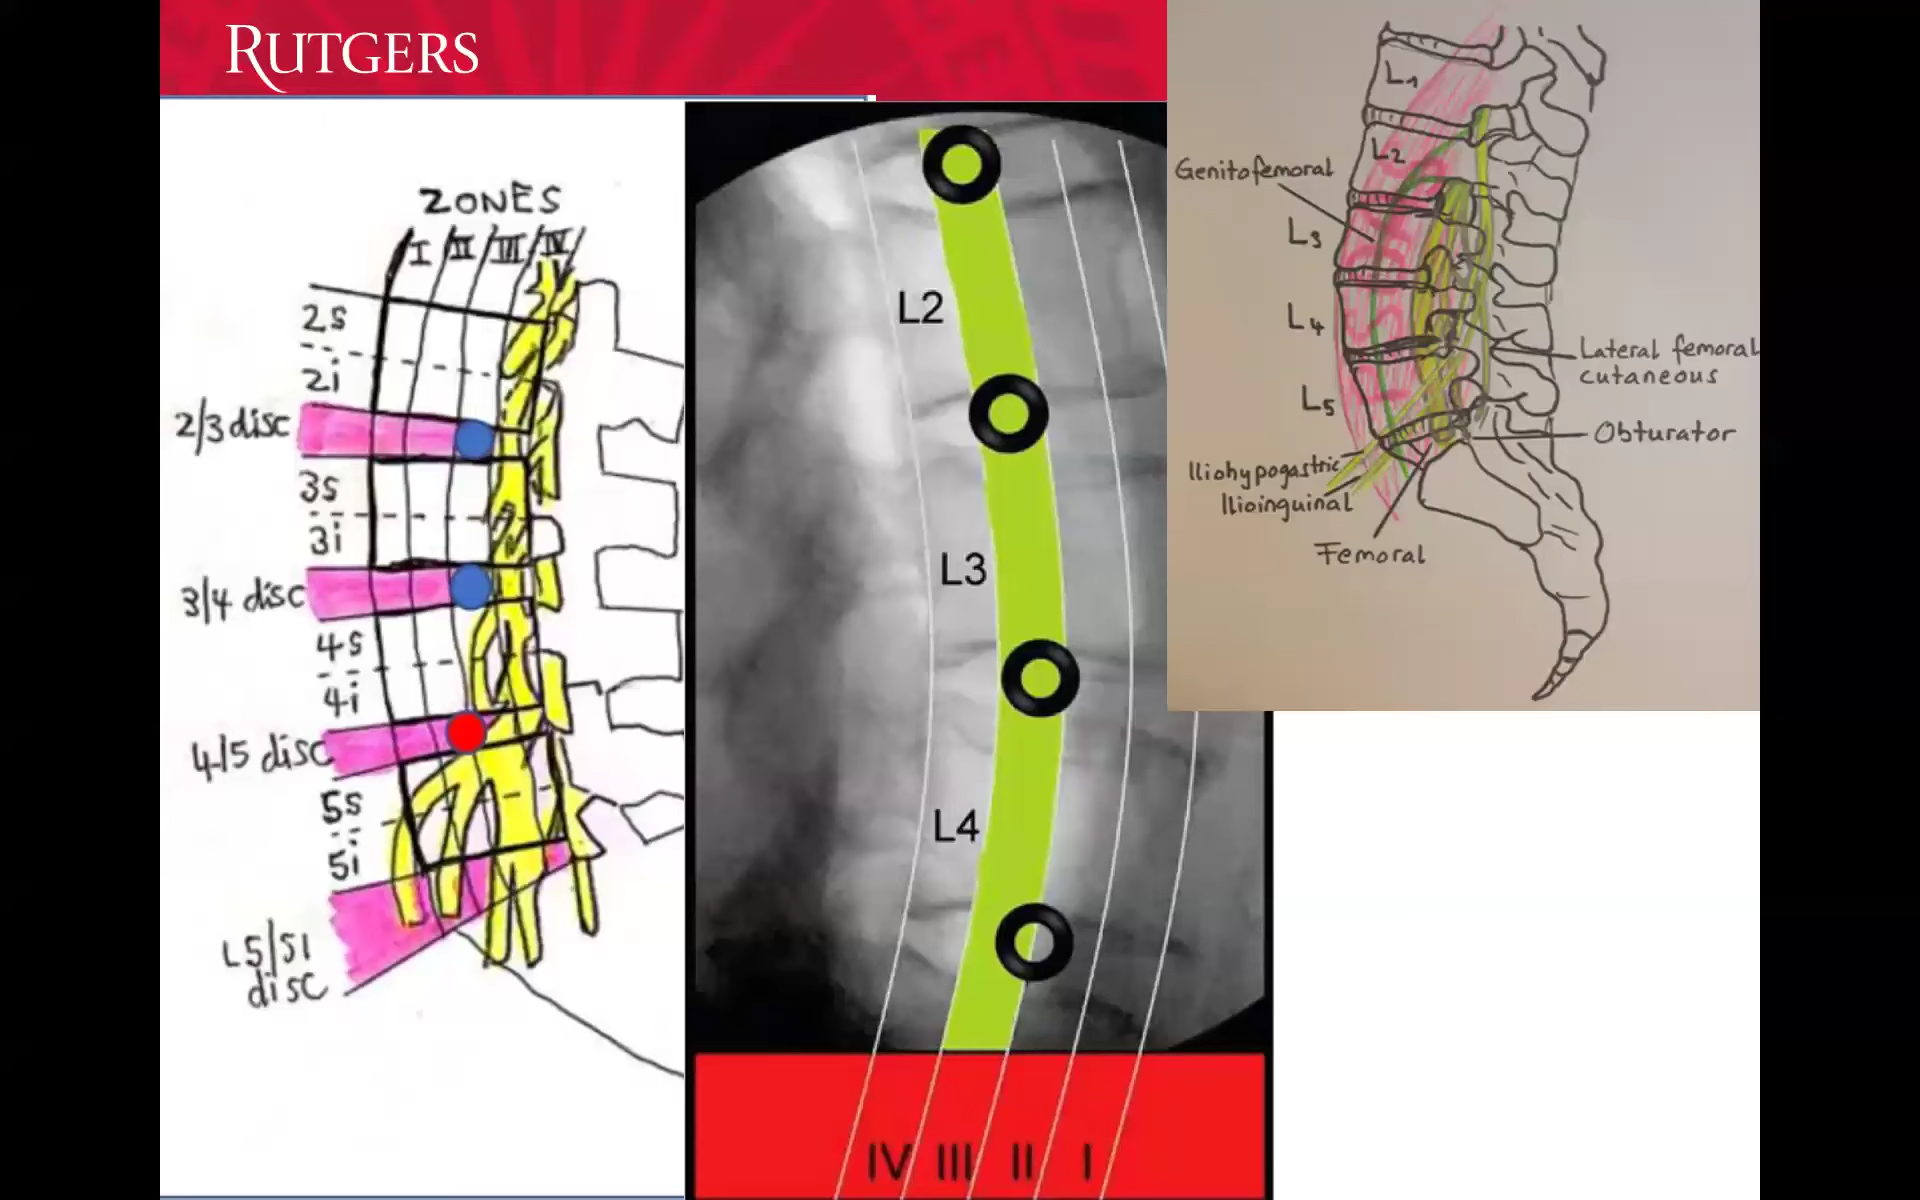 RUTGERS
ZONES
I II III IV
2s
2i
2/3 disc
3s
3i
3/4 disc
4s
4i
4/5 disc
5s
5i
L5/S1
disc
L2
L3
L4
IV III II I
L1
L2
Genitofemoral
L3
L4
L5
Lateral femoral
cutaneous
Obturator
Iliohypogastric
Ilioinguinal
Femoral